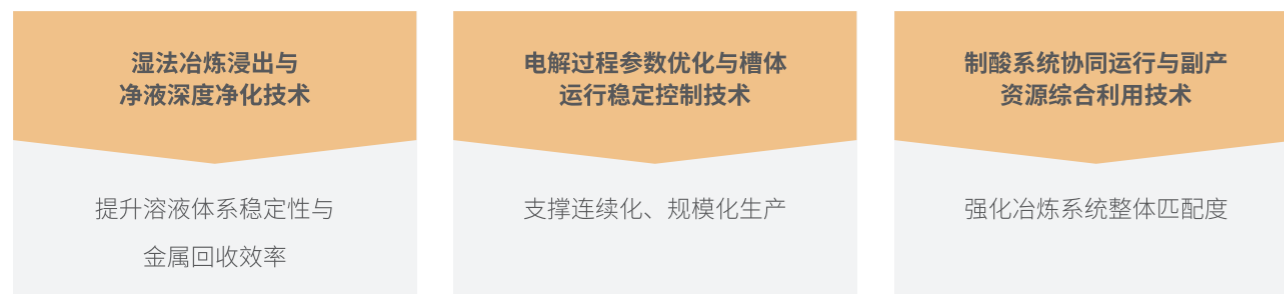 湿法冶炼浸出与
净液深度净化技术
提升溶液体系稳定性与
金属回收效率
电解过程参数优化与槽体
运行稳定控制技术
支撑连续化、规模化生产
制酸系统协同运行与副产
资源综合利用技术
强化冶炼系统整体匹配度